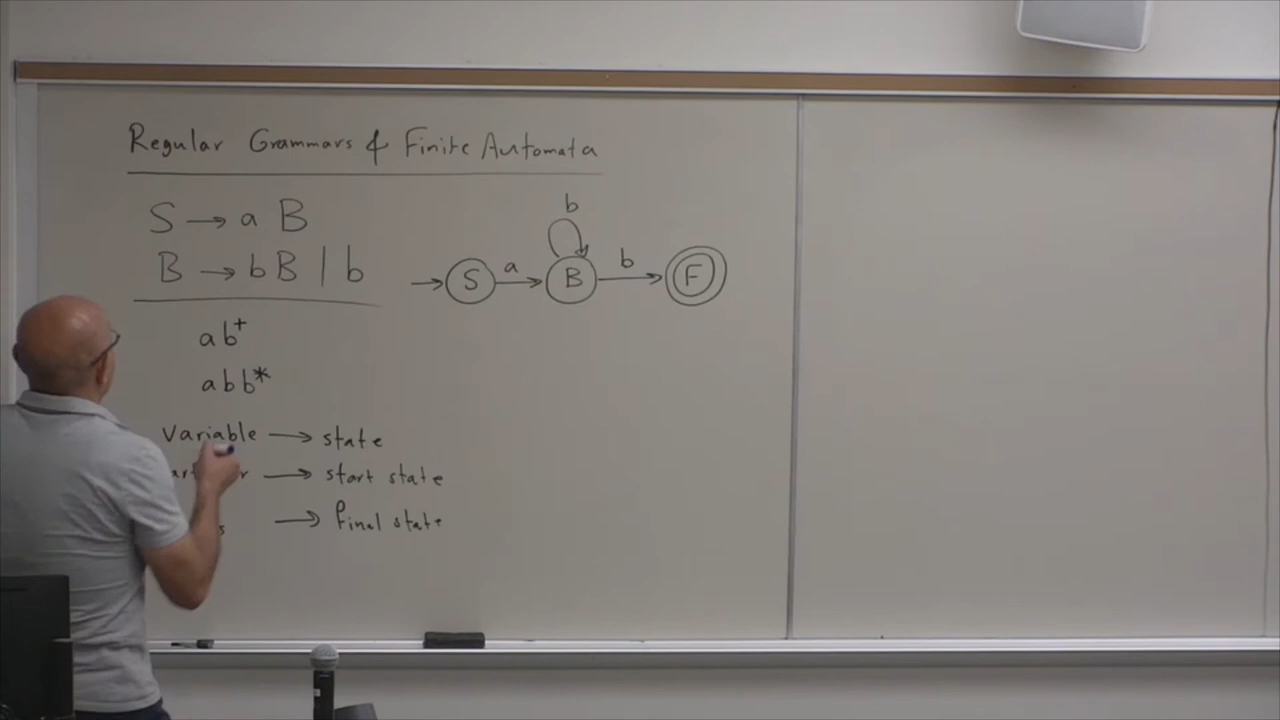 Regular Grammars & Finite Automata
S → a B
B → b B | b
ab⁺
abb*
Variable → state
→ start state
→ final state
b
S a B b F